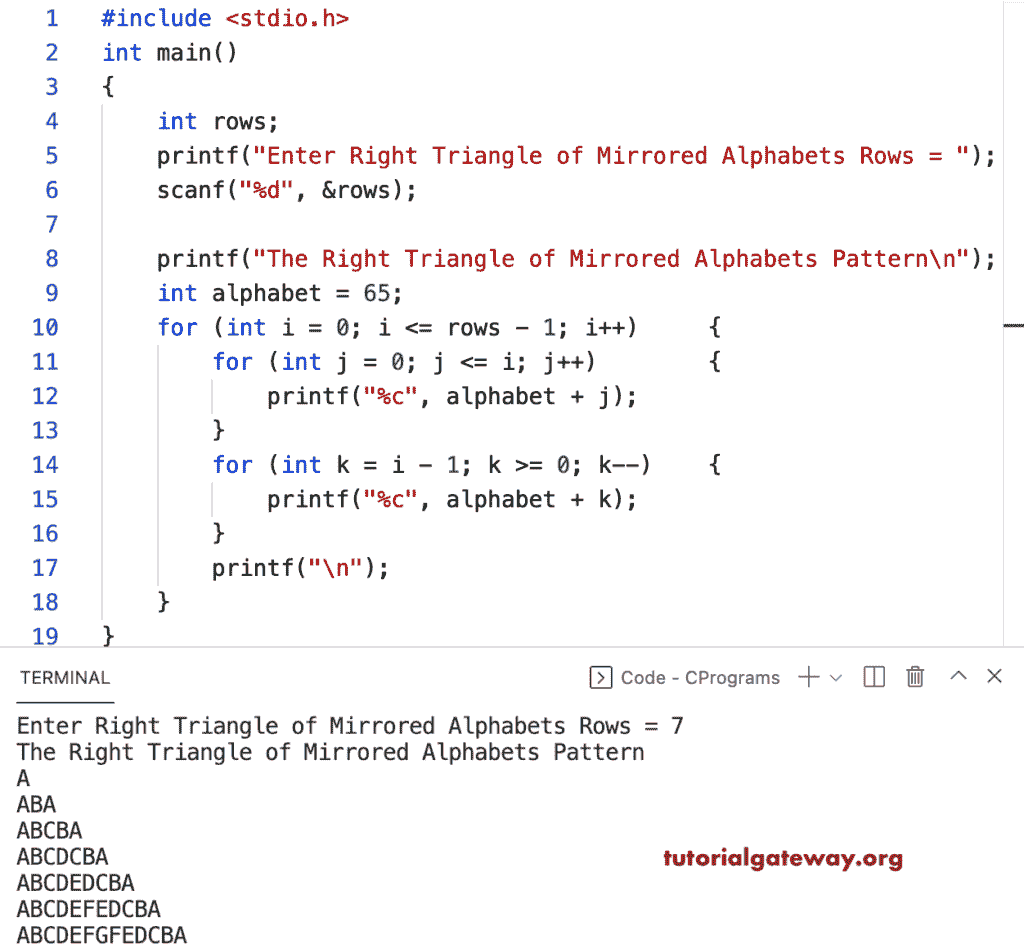 1 #include <stdio.h>
2 int main()
3 {
4 int rows;
5 printf("Enter Right Triangle of Mirrored Alphabets Rows = ");
6 scanf("%d", &rows);
7
8 printf("The Right Triangle of Mirrored Alphabets Pattern\n");
9 int alphabet = 65;
10 for (int i = 0; i <= rows - 1; i++) {
11 for (int j = 0; j <= i; j++) {
12 printf("%c", alphabet + j);
13 }
14 for (int k = i - 1; k >= 0; k--) {
15 printf("%c", alphabet + k);
16 }
17 printf("\n");
18 }
19 }
TERMINAL Code - CPrograms
Enter Right Triangle of Mirrored Alphabets Rows = 7
The Right Triangle of Mirrored Alphabets Pattern
A
ABA
ABCBA
ABCDCBA
ABCDEDCBA
ABCDEFEDCBA
ABCDEFGFEDCBA
tutorialgateway.org